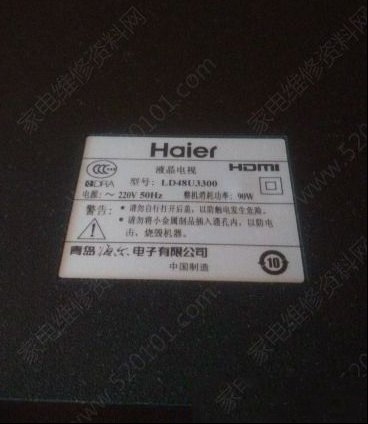 Haier
HDMI
液晶电视
CCC
DRA
型号：LD48U3300
电源：～220V 50Hz
整机消耗功率：90W
警告：
• 请勿自行打开后盖，以防触电发生危险。
• 请勿将小金属制品插入通孔内，以防电
击、烧毁机器。
青岛海尔电子有限公司
中国制造
10
家电维修资料网
www.520101.com